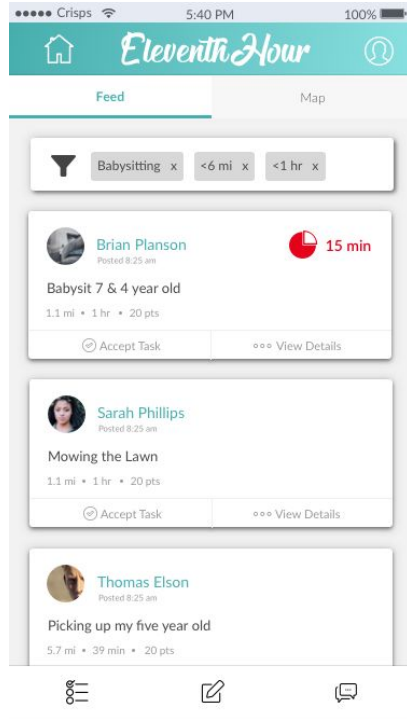 Crisps 5:40 PM 100%
Eleventh Hour
Feed Map
Babysitting x <6 mi x <1 hr x
Brian Planson 15 min
Posted 8:25 am
Babysit 7 & 4 year old
1.1 mi • 1 hr • 20 pts
Accept Task View Details
Sarah Phillips
Posted 8:25 am
Mowing the Lawn
1.1 mi • 1 hr • 20 pts
Accept Task View Details
Thomas Elson
Posted 8:25 am
Picking up my five year old
5.7 mi • 39 min • 20 pts